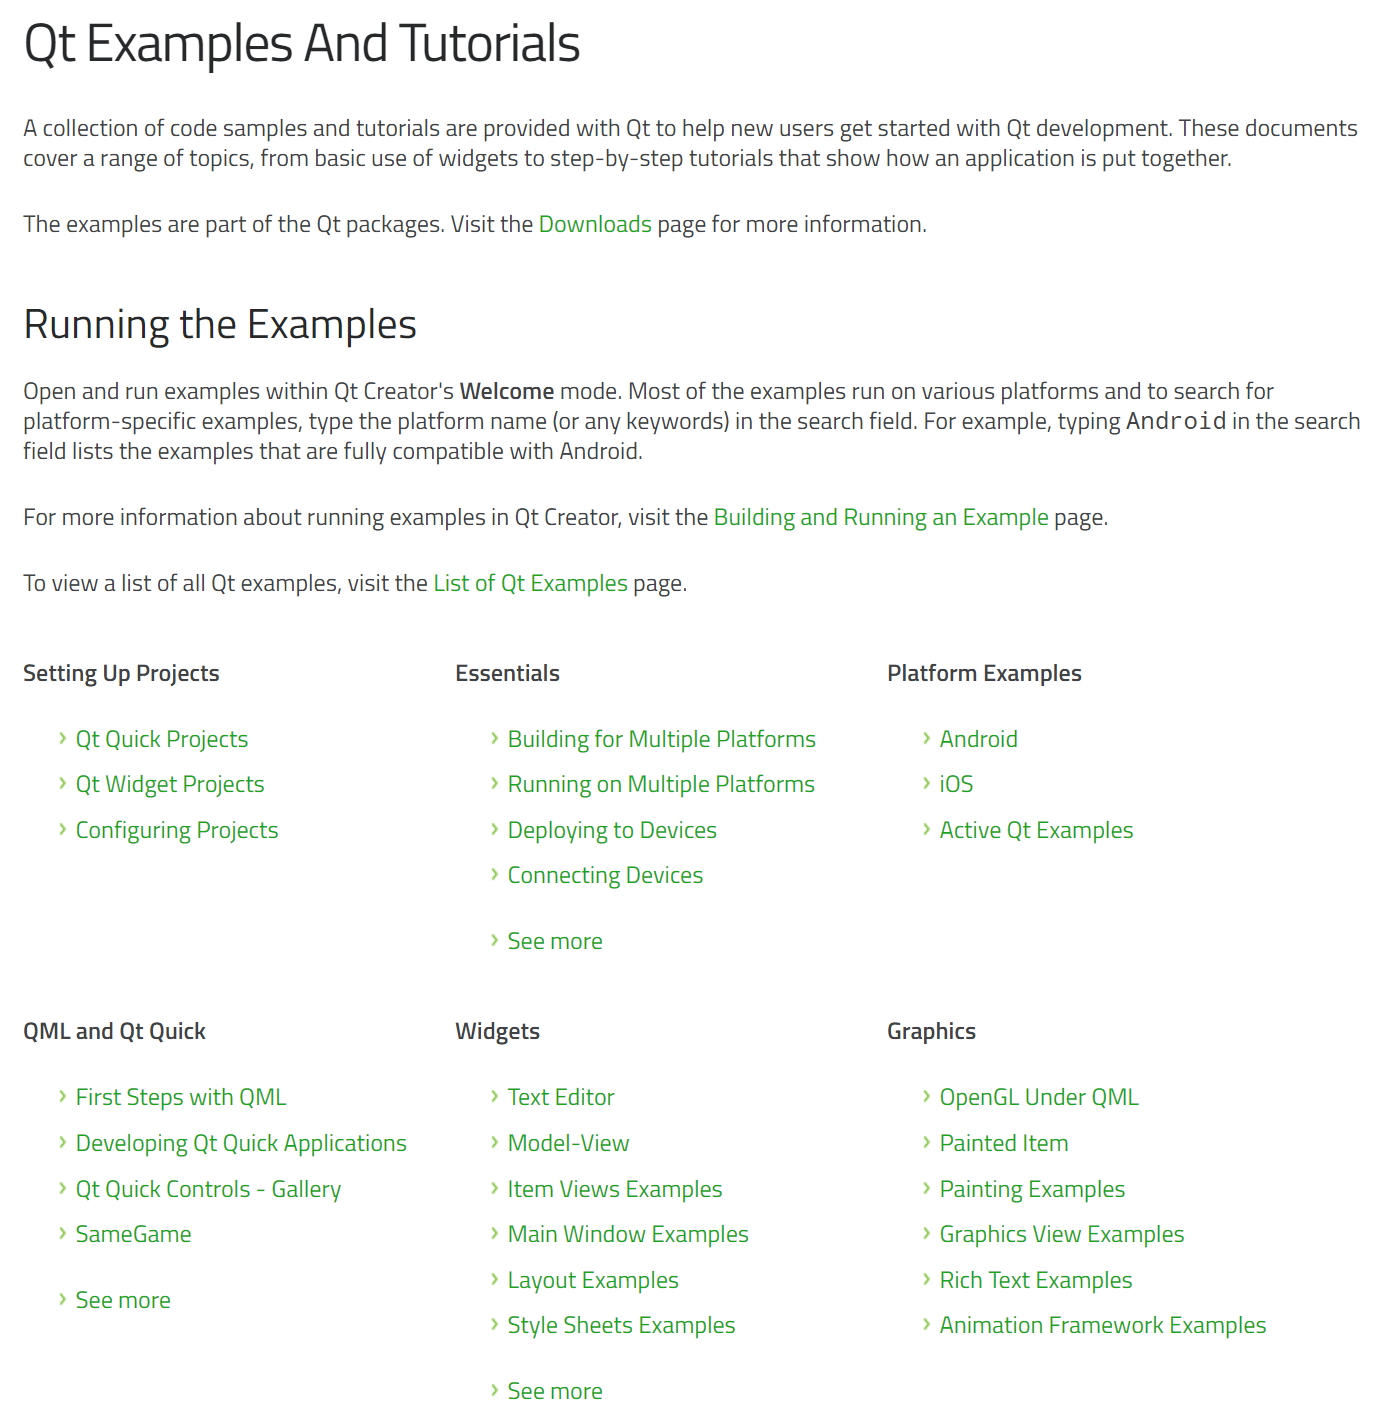 Qt Examples And Tutorials
A collection of code samples and tutorials are provided with Qt to help new users get started with Qt development. These documents
cover a range of topics, from basic use of widgets to step-by-step tutorials that show how an application is put together.
The examples are part of the Qt packages. Visit the Downloads page for more information.
Running the Examples
Open and run examples within Qt Creator's Welcome mode. Most of the examples run on various platforms and to search for
platform-specific examples, type the platform name (or any keywords) in the search field. For example, typing Android in the search
field lists the examples that are fully compatible with Android.
For more information about running examples in Qt Creator, visit the Building and Running an Example page.
To view a list of all Qt examples, visit the List of Qt Examples page.
Setting Up Projects
› Qt Quick Projects
› Qt Widget Projects
› Configuring Projects
Essentials
› Building for Multiple Platforms
› Running on Multiple Platforms
› Deploying to Devices
› Connecting Devices
› See more
Platform Examples
› Android
› iOS
› Active Qt Examples
QML and Qt Quick
› First Steps with QML
› Developing Qt Quick Applications
› Qt Quick Controls - Gallery
› SameGame
› See more
Widgets
› Text Editor
› Model-View
› Item Views Examples
› Main Window Examples
› Layout Examples
› Style Sheets Examples
› See more
Graphics
› OpenGL Under QML
› Painted Item
› Painting Examples
› Graphics View Examples
› Rich Text Examples
› Animation Framework Examples